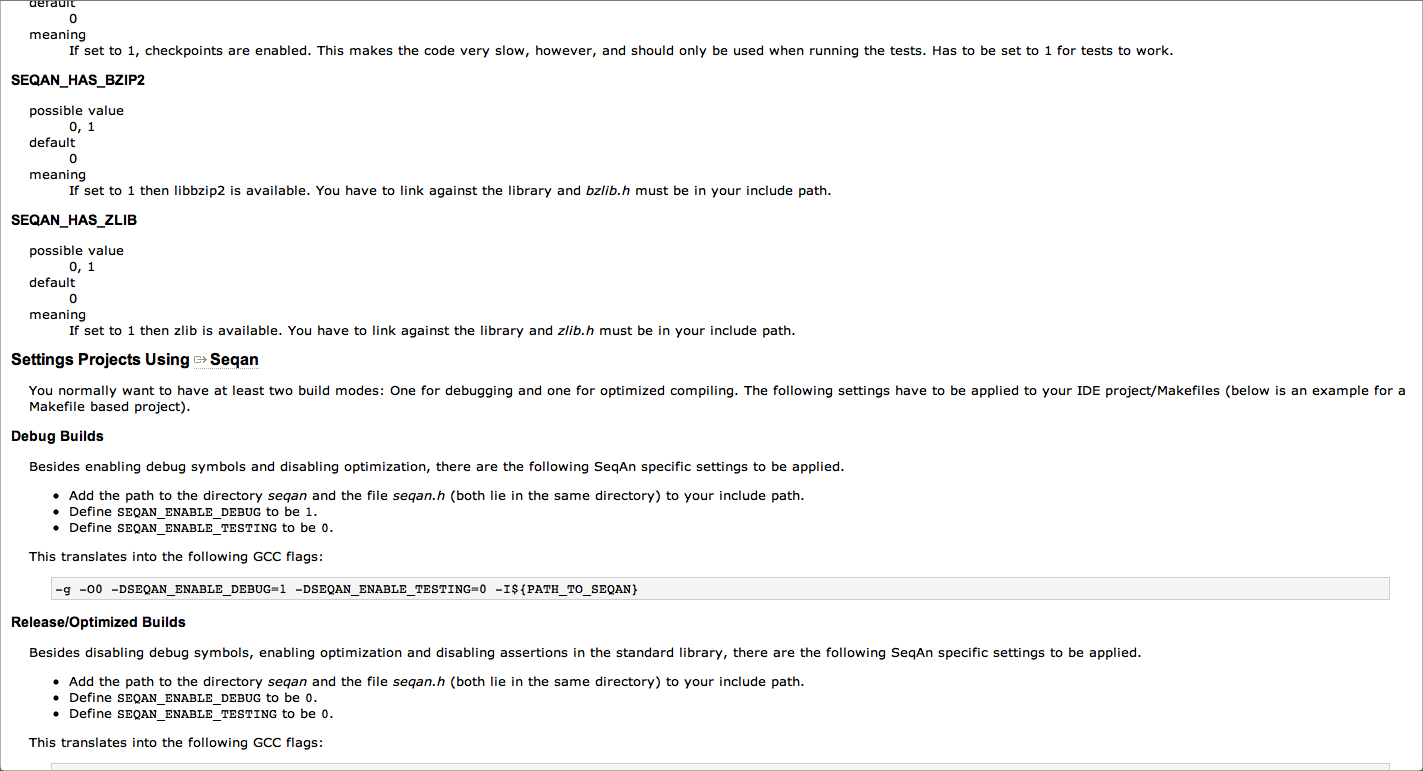 default
0
meaning
If set to 1, checkpoints are enabled. This makes the code very slow, however, and should only be used when running the tests. Has to be set to 1 for tests to work.
SEQAN_HAS_BZIP2
possible value
0, 1
default
0
meaning
If set to 1 then libbzip2 is available. You have to link against the library and bzlib.h must be in your include path.
SEQAN_HAS_ZLIB
possible value
0, 1
default
0
meaning
If set to 1 then zlib is available. You have to link against the library and zlib.h must be in your include path.
Settings Projects Using Seqan
You normally want to have at least two build modes: One for debugging and one for optimized compiling. The following settings have to be applied to your IDE project/Makefiles (below is an example for a
Makefile based project).
Debug Builds
Besides enabling debug symbols and disabling optimization, there are the following SeqAn specific settings to be applied.
• Add the path to the directory seqan and the file seqan.h (both lie in the same directory) to your include path.
• Define SEQAN_ENABLE_DEBUG to be 1.
• Define SEQAN_ENABLE_TESTING to be 0.
This translates into the following GCC flags:
-g -O0 -DSEQAN_ENABLE_DEBUG=1 -DSEQAN_ENABLE_TESTING=0 -I${PATH_TO_SEQAN}
Release/Optimized Builds
Besides disabling debug symbols, enabling optimization and disabling assertions in the standard library, there are the following SeqAn specific settings to be applied.
• Add the path to the directory seqan and the file seqan.h (both lie in the same directory) to your include path.
• Define SEQAN_ENABLE_DEBUG to be 0.
• Define SEQAN_ENABLE_TESTING to be 0.
This translates into the following GCC flags: